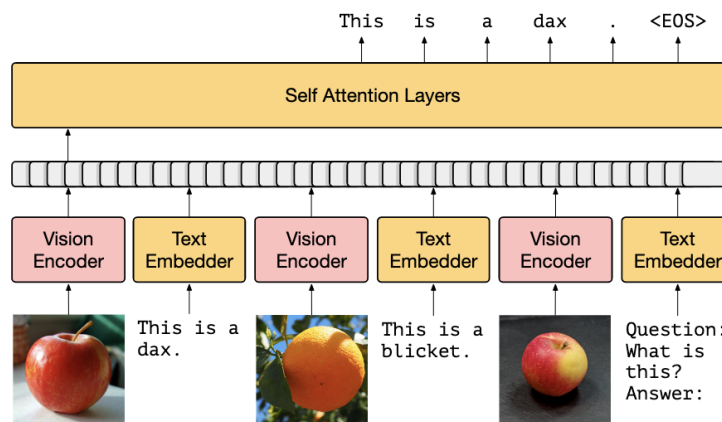 This is a dax . <EOS>
Self Attention Layers
Vision
Encoder
Text
Embedder
Vision
Encoder
Text
Embedder
Vision
Encoder
Text
Embedder
This is a
dax.
This is a
blicket.
Question:
What is
this?
Answer: